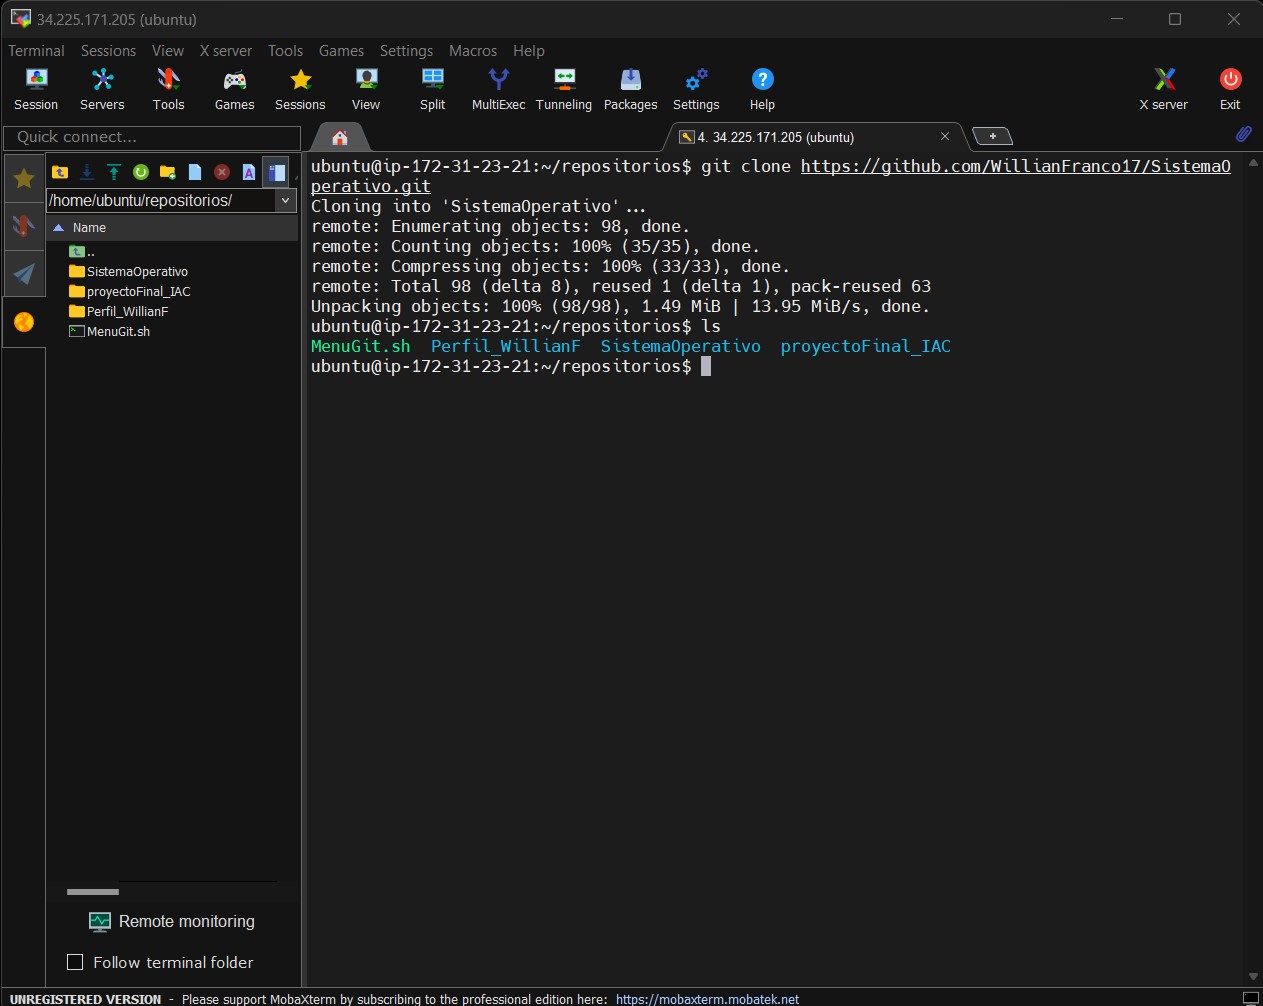 34.225.171.205 (ubuntu)
Terminal Sessions View X server Tools Games Settings Macros Help
Session Servers Tools Games Sessions View Split MultiExec Tunneling Packages Settings Help X server Exit
Quick connect...
4. 34.225.171.205 (ubuntu)
/home/ubuntu/repositorios/
Name
..
SistemaOperativo
proyectoFinal_IAC
Perfil_WillianF
MenuGit.sh
ubuntu@ip-172-31-23-21:~/repositorios$ git clone https://github.com/WillianFranco17/SistemaO
perativo.git
Cloning into 'SistemaOperativo'...
remote: Enumerating objects: 98, done.
remote: Counting objects: 100% (35/35), done.
remote: Compressing objects: 100% (33/33), done.
remote: Total 98 (delta 8), reused 1 (delta 1), pack-reused 63
Unpacking objects: 100% (98/98), 1.49 MiB | 13.95 MiB/s, done.
ubuntu@ip-172-31-23-21:~/repositorios$ ls
MenuGit.sh Perfil_WillianF SistemaOperativo proyectoFinal_IAC
ubuntu@ip-172-31-23-21:~/repositorios$
Remote monitoring
Follow terminal folder
UNREGISTERED VERSION - Please support MobaXterm by subscribing to the professional edition here: https://mobaxterm.mobatek.net